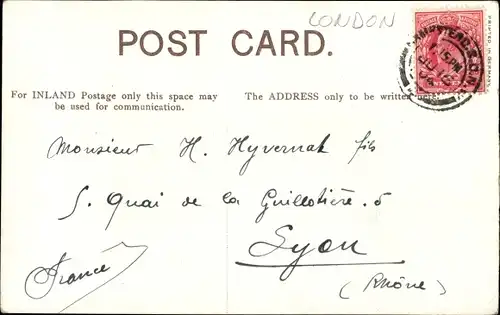 LONDON
POST CARD.
For INLAND Postage only this space may
be used for communication.
The ADDRESS only to be written here.
Monsieur H. Hyvernat fils
5. Quai de la Guillotière. 5
Lyon
(Rhône)
France